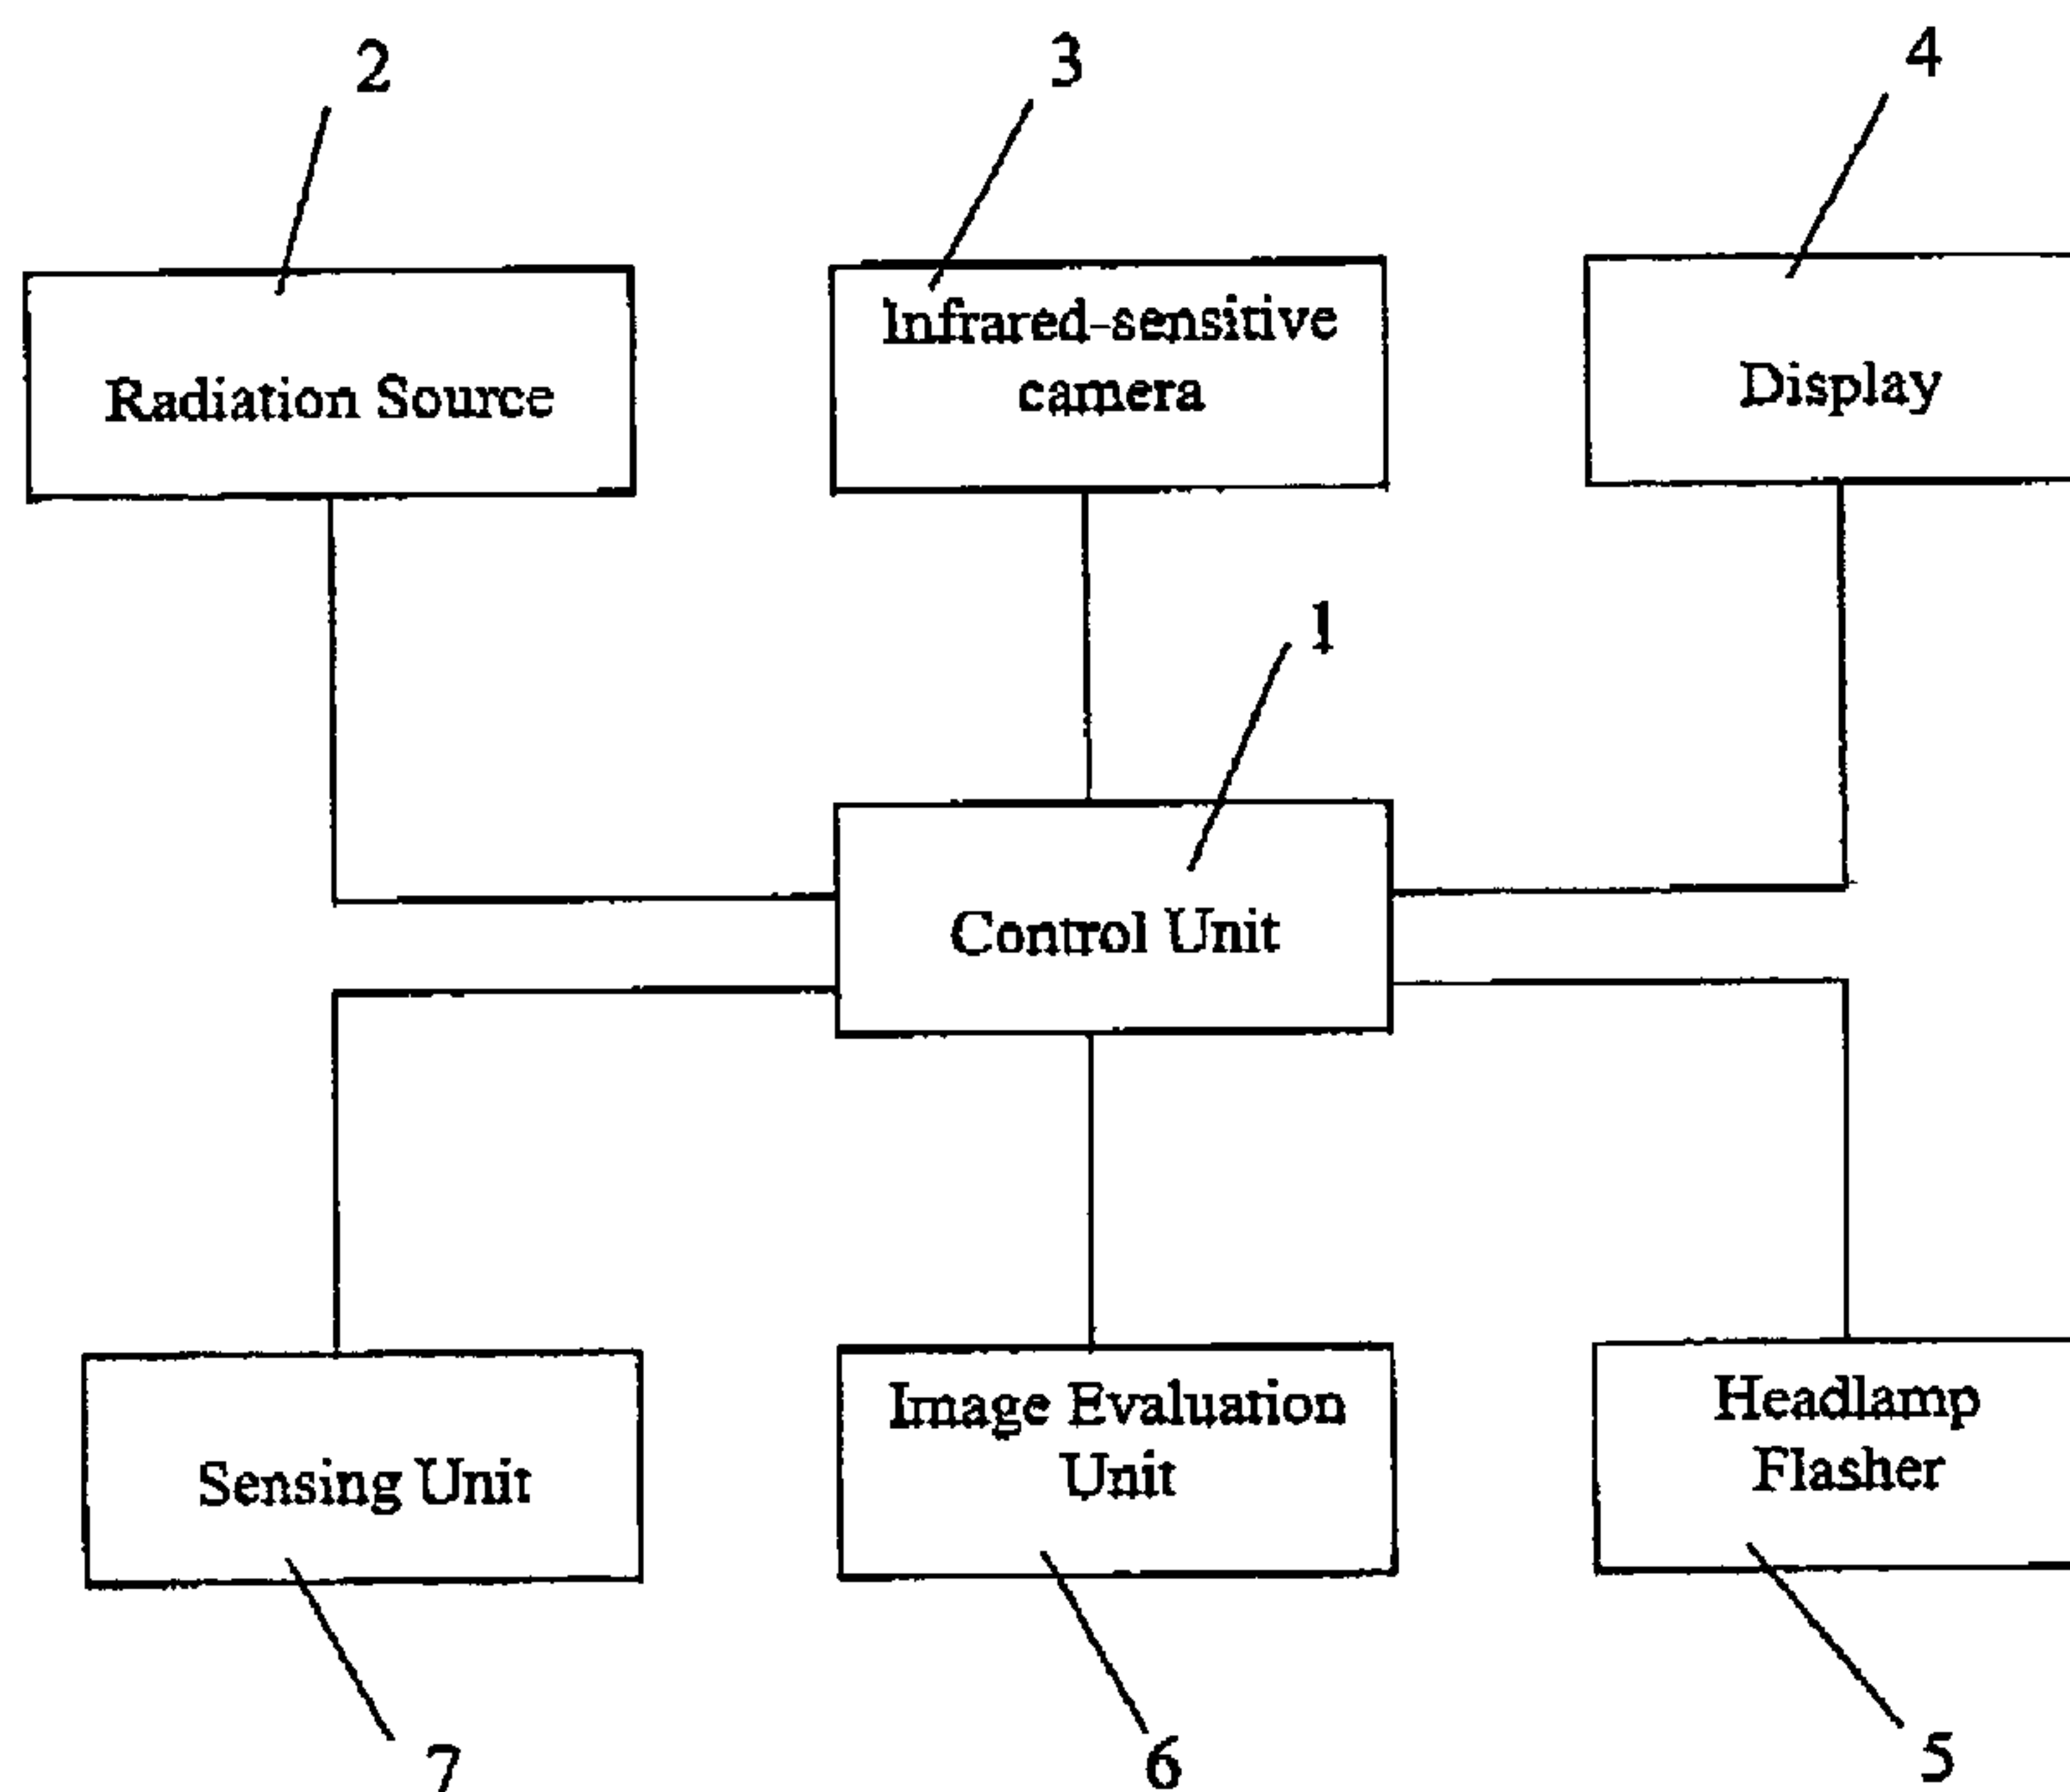 2
3
4
Radiation Source
Infrared-sensitive
camera
Display
1
Control Unit
Sensing Unit
Image Evaluation
Unit
Headlamp
Flasher
7
6
5